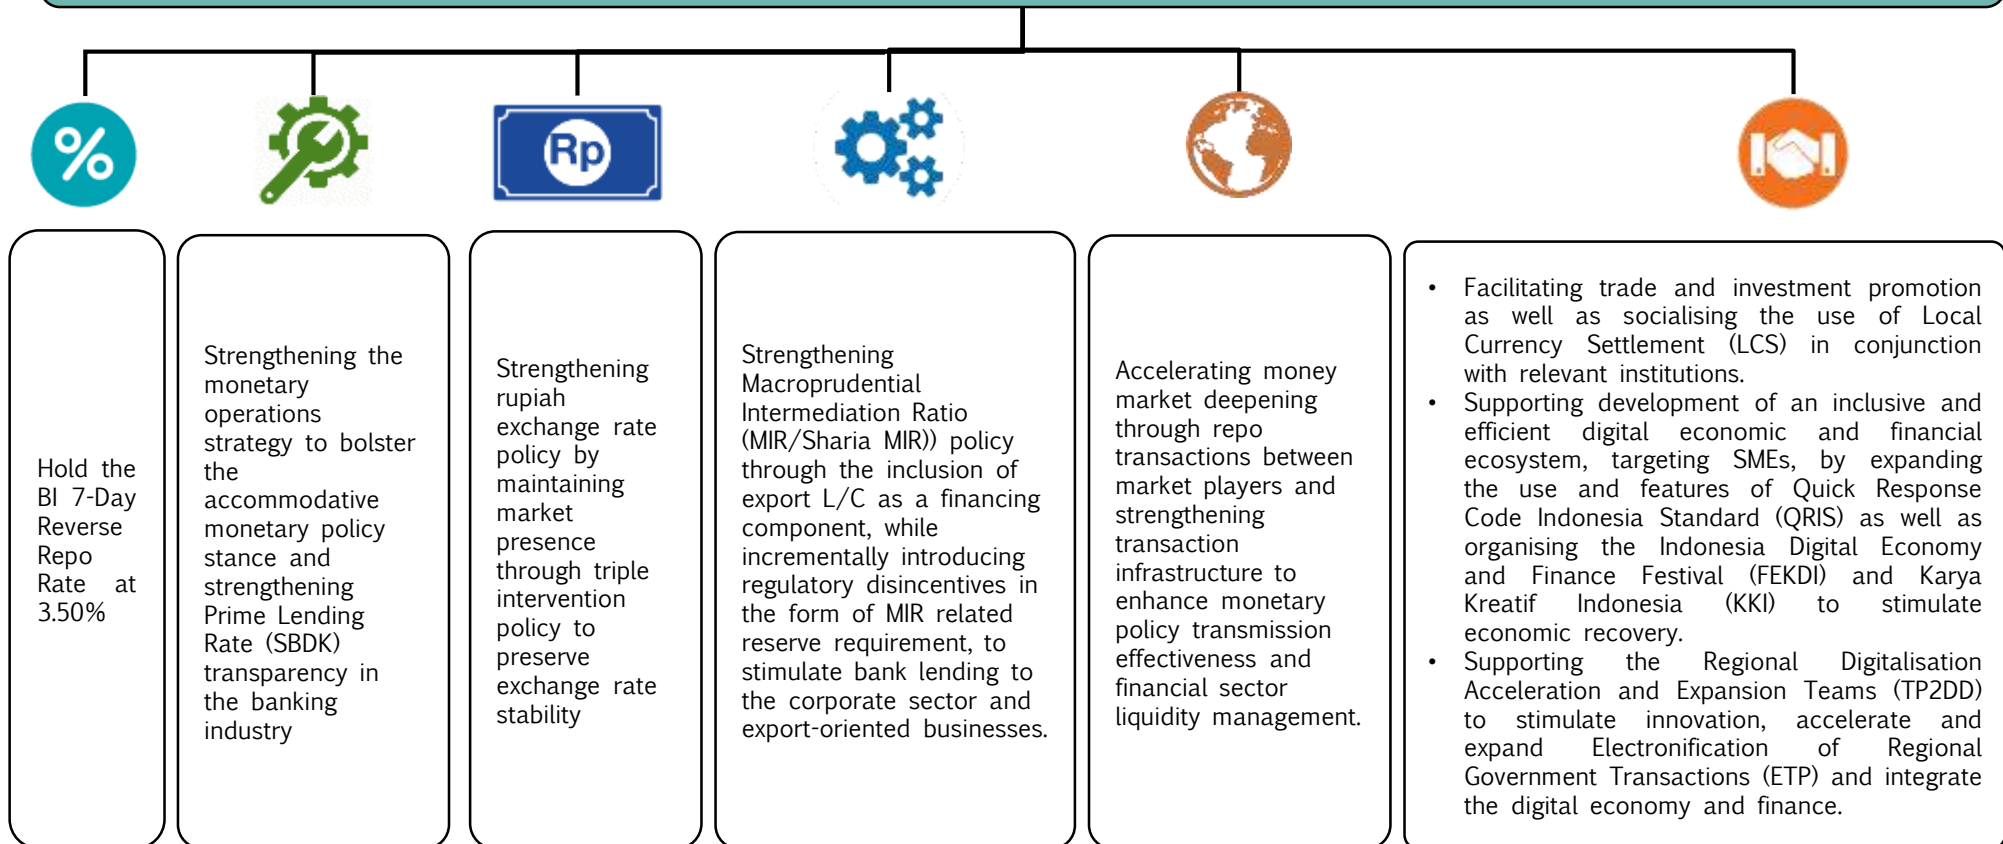 %
Rp
Hold the
BI 7-Day
Reverse
Repo
Rate at
3.50%
Strengthening the
monetary
operations
strategy to bolster
the
accommodative
monetary policy
stance and
strengthening
Prime Lending
Rate (SBDK)
transparency in
the banking
industry
Strengthening
rupiah
exchange rate
policy by
maintaining
market
presence
through triple
intervention
policy to
preserve
exchange rate
stability
Strengthening
Macroprudential
Intermediation Ratio
(MIR/Sharia MIR)) policy
through the inclusion of
export L/C as a financing
component, while
incrementally introducing
regulatory disincentives in
the form of MIR related
reserve requirement, to
stimulate bank lending to
the corporate sector and
export-oriented businesses.
Accelerating money
market deepening
through repo
transactions between
market players and
strengthening
transaction
infrastructure to
enhance monetary
policy transmission
effectiveness and
financial sector
liquidity management.
• Facilitating trade and investment promotion
as well as socialising the use of Local
Currency Settlement (LCS) in conjunction
with relevant institutions.
• Supporting development of an inclusive and
efficient digital economic and financial
ecosystem, targeting SMEs, by expanding
the use and features of Quick Response
Code Indonesia Standard (QRIS) as well as
organising the Indonesia Digital Economy
and Finance Festival (FEKDI) and Karya
Kreatif Indonesia (KKI) to stimulate
economic recovery.
• Supporting the Regional Digitalisation
Acceleration and Expansion Teams (TP2DD)
to stimulate innovation, accelerate and
expand Electronification of Regional
Government Transactions (ETP) and integrate
the digital economy and finance.